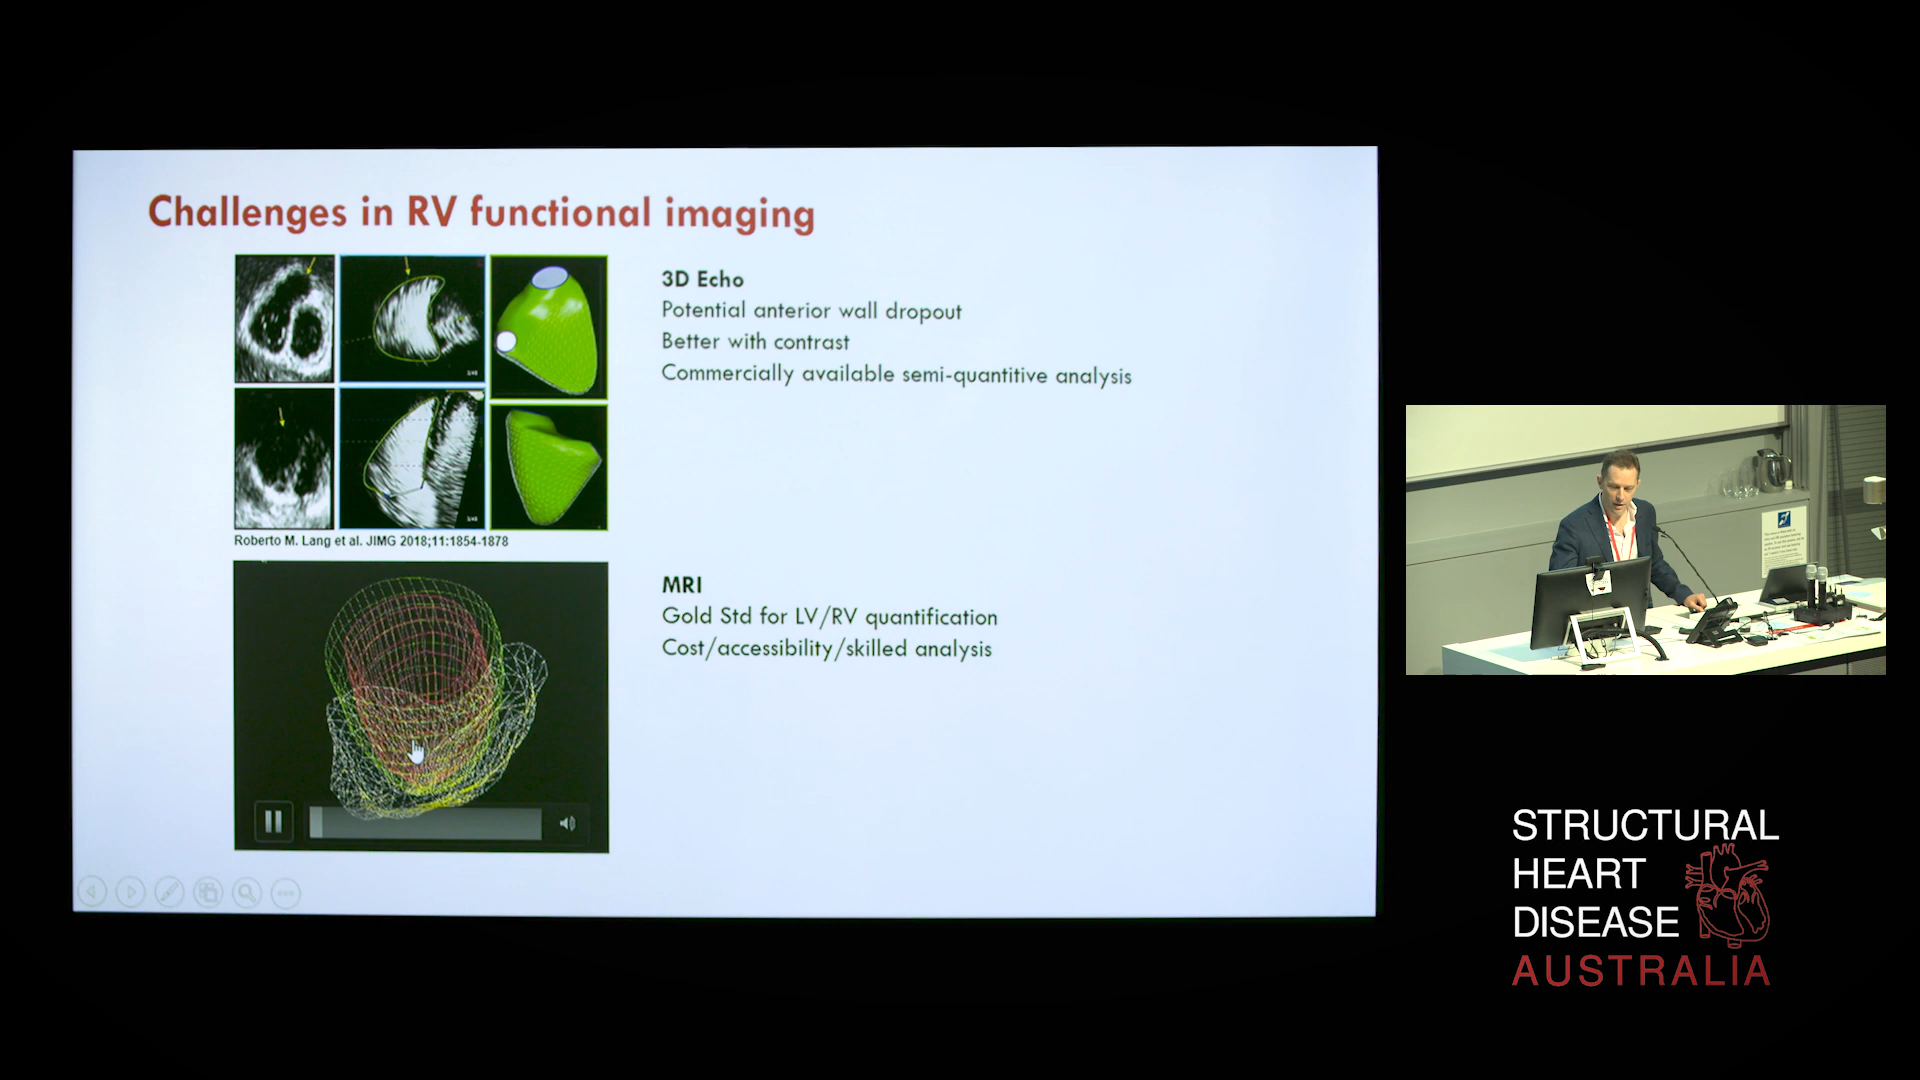 Challenges in RV functional imaging
3D Echo
Potential anterior wall dropout
Better with contrast
Commercially available semi-quantitive analysis
Roberto M. Lang et al. JIMG 2018;11:1854-1878
MRI
Gold Std for LV/RV quantification
Cost/accessibility/skilled analysis
STRUCTURAL
HEART
DISEASE
AUSTRALIA